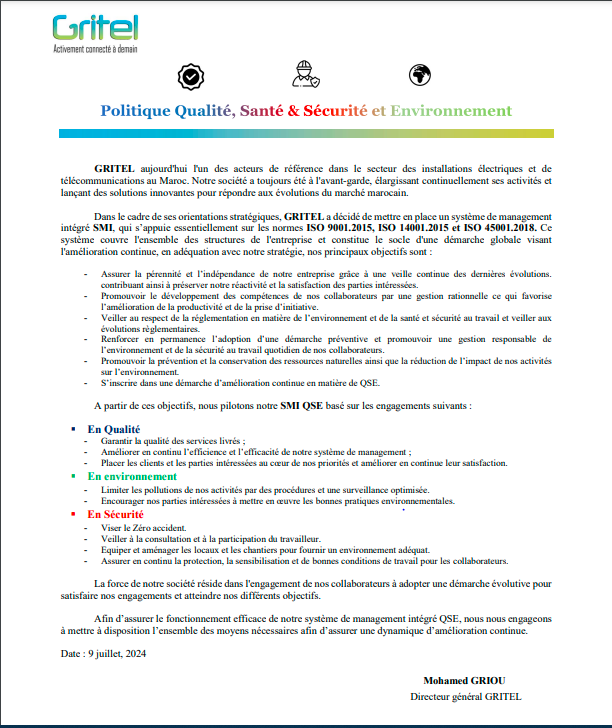 Gritel
Activement connecté à demain
Politique Qualité, Santé & Sécurité et Environnement
GRITEL aujourd'hui l'un des acteurs de référence dans le secteur des installations électriques et de
télécommunications au Maroc. Notre société a toujours été à l'avant-garde, élargissant continuellement ses activités et
lançant des solutions innovantes pour répondre aux évolutions du marché marocain.
Dans le cadre de ses orientations stratégiques, GRITEL a décidé de mettre en place un système de management
intégré SMI, qui s'appuie essentiellement sur les normes ISO 9001.2015, ISO 14001.2015 et ISO 45001.2018. Ce
système couvre l'ensemble des structures de l'entreprise et constitue le socle d'une démarche globale visant
l'amélioration continue, en adéquation avec notre stratégie, nos principaux objectifs sont :
- Assurer la pérennité et l'indépendance de notre entreprise grâce à une veille continue des dernières évolutions.
contribuant ainsi à préserver notre réactivité et la satisfaction des parties intéressées.
- Promouvoir le développement des compétences de nos collaborateurs par une gestion rationnelle ce qui favorise
l'amélioration de la productivité et de la prise d'initiative.
- Veiller au respect de la réglementation en matière de l'environnement et de la santé et sécurité au travail et veiller aux
évolutions règlementaires.
- Renforcer en permanence l'adoption d'une démarche préventive et promouvoir une gestion responsable de
l'environnement et de la sécurité au travail quotidien de nos collaborateurs.
- Promouvoir la prévention et la conservation des ressources naturelles ainsi que la réduction de l'impact de nos activités
sur l'environnement.
- S'inscrire dans une démarche d'amélioration continue en matière de QSE.
A partir de ces objectifs, nous pilotons notre SMI QSE basé sur les engagements suivants :
▪ En Qualité
- Garantir la qualité des services livrés ;
- Améliorer en continu l'efficience et l'efficacité de notre système de management ;
- Placer les clients et les parties intéressées au cœur de nos priorités et améliorer en continue leur satisfaction.
▪ En environnement
- Limiter les pollutions de nos activités par des procédures et une surveillance optimisée.
- Encourager nos parties intéressées à mettre en œuvre les bonnes pratiques environnementales.
▪ En Sécurité
- Viser le Zéro accident.
- Veiller à la consultation et à la participation du travailleur.
- Equiper et aménager les locaux et les chantiers pour fournir un environnement adéquat.
- Assurer en continu la protection, la sensibilisation et de bonnes conditions de travail pour les collaborateurs.
La force de notre société réside dans l'engagement de nos collaborateurs à adopter une démarche évolutive pour
satisfaire nos engagements et atteindre nos différents objectifs.
Afin d'assurer le fonctionnement efficace de notre système de management intégré QSE, nous nous engageons
à mettre à disposition l'ensemble des moyens nécessaires afin d'assurer une dynamique d'amélioration continue.
Date : 9 juillet, 2024
Mohamed GRIOU
Directeur général GRITEL